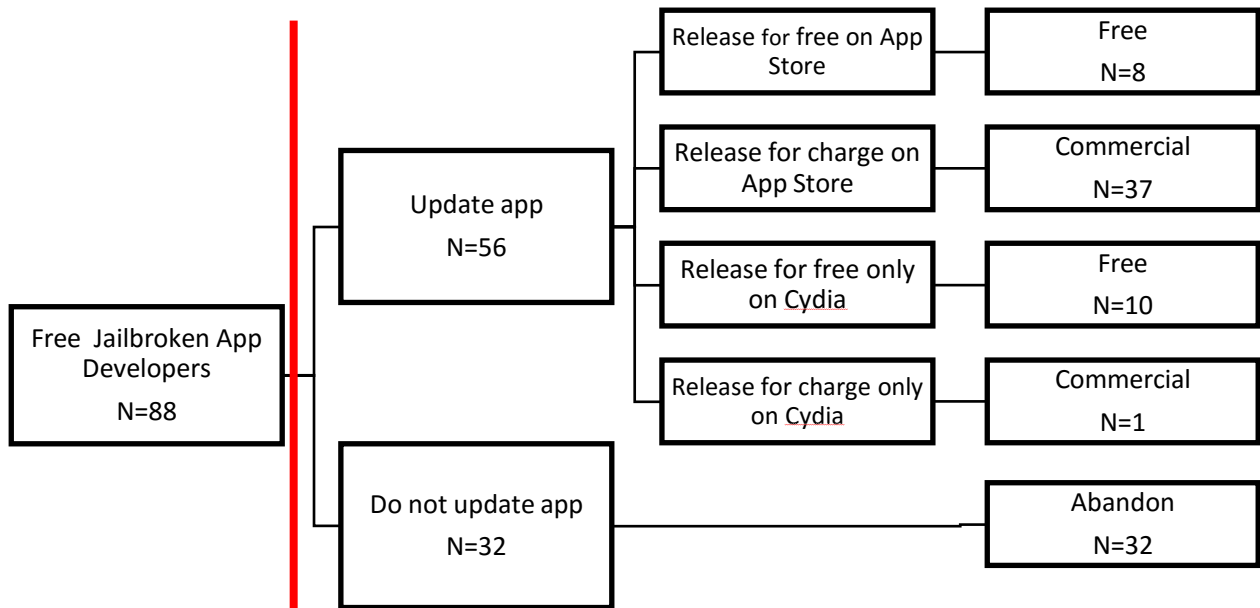 Free Jailbroken App
Developers
N=88
Update app
N=56
Do not update app
N=32
Release for free on App
Store
Release for charge on
App Store
Release for free only
on Cydia
Release for charge only
on Cydia
Free
N=8
Commercial
N=37
Free
N=10
Commercial
N=1
Abandon
N=32